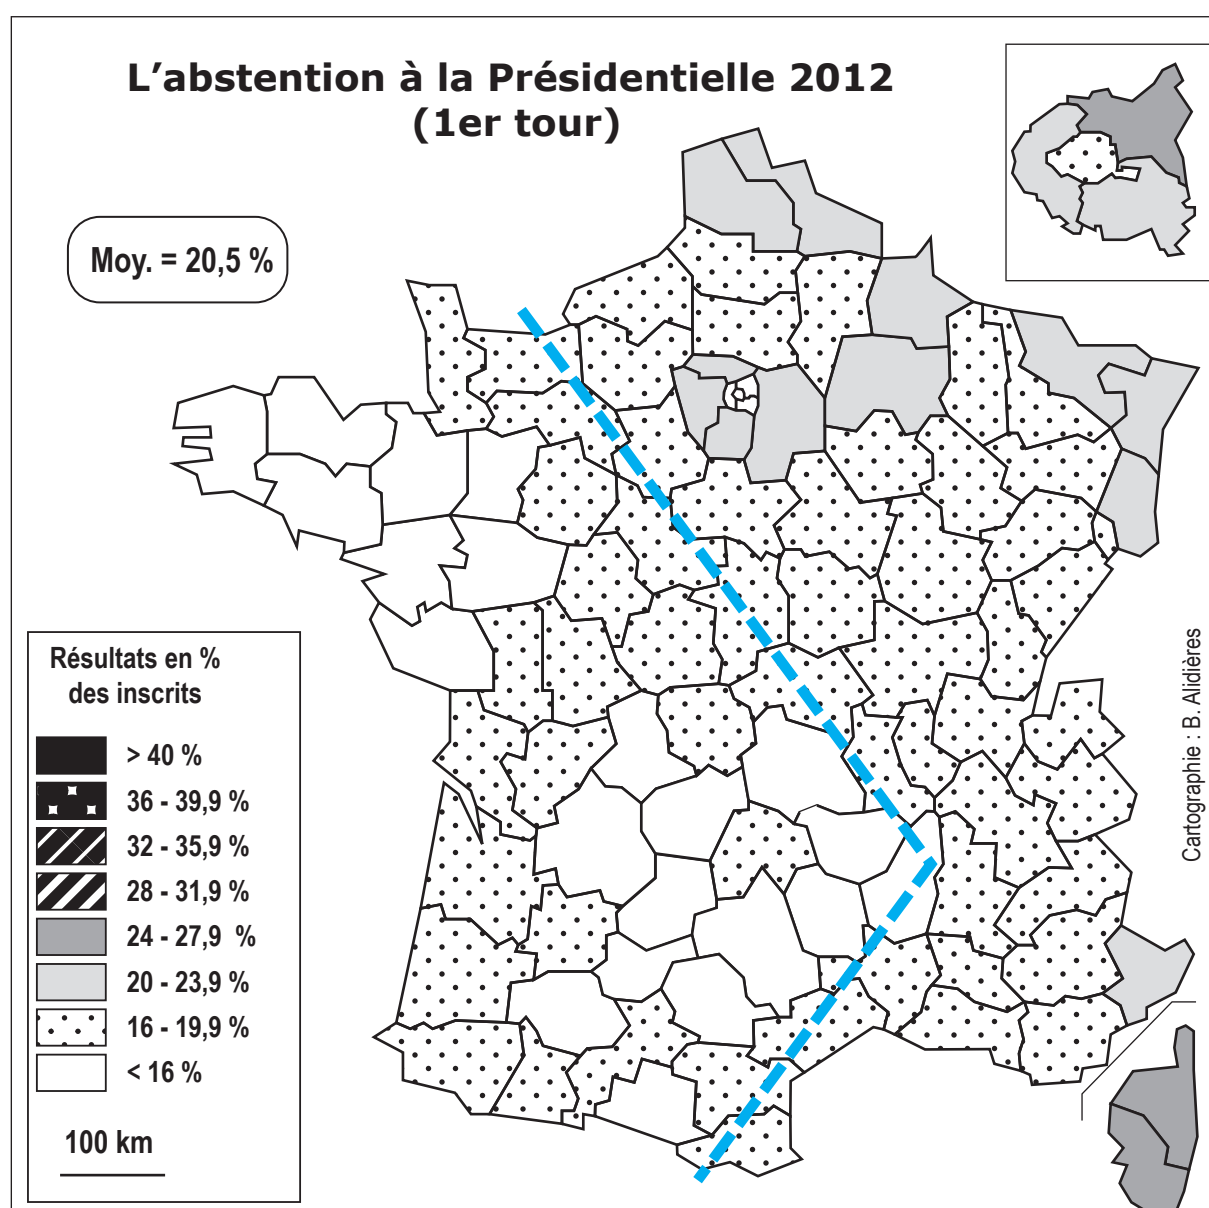 L’abstention à la Présidentielle 2012
(1er tour)
Moy. = 20,5 %
Résultats en %
des inscrits
> 40 %
36 - 39,9 %
32 - 35,9 %
28 - 31,9 %
24 - 27,9 %
20 - 23,9 %
16 - 19,9 %
< 16 %
100 km
Cartographie : B. Alidières